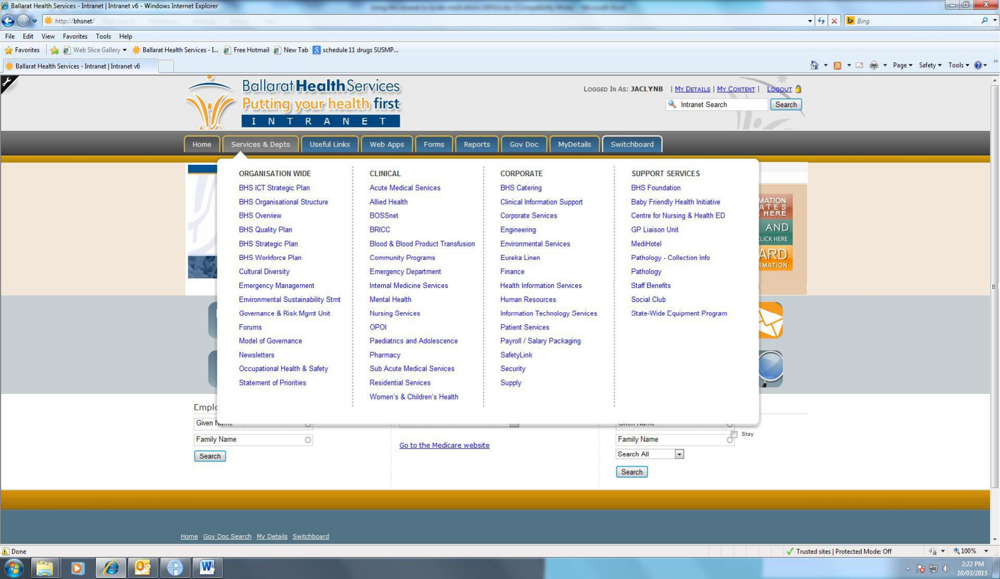 Ballarat Health Services - Intranet | Intranet v6 - Windows Internet Explorer
http://bhsnet/
Bing
File Edit View Favorites Tools Help
Favorites Web Slice Gallery Ballarat Health Services - I... Free Hotmail New Tab schedule 11 drugs SUSMP...
Ballarat Health Services - Intranet | Intranet v6
Page Safety Tools
Ballarat Health Services
Putting your health first
INTRANET
LOGGED IN AS: JACLYNB | MY DETAILS | MY CONTENT | LOGOUT
Intranet Search Search
Home Services & Depts Useful Links Web Apps Forms Reports Gov Doc MyDetails Switchboard
ORGANISATION WIDE
BHS ICT Strategic Plan
BHS Organisational Structure
BHS Overview
BHS Quality Plan
BHS Strategic Plan
BHS Workforce Plan
Cultural Diversity
Emergency Management
Environmental Sustainability Stmt
Governance & Risk Mgmt Unit
Forums
Model of Governance
Newsletters
Occupational Health & Safety
Statement of Priorities
CLINICAL
Acute Medical Services
Allied Health
BOSSnet
BRICC
Blood & Blood Product Transfusion
Community Programs
Emergency Department
Internal Medicine Services
Mental Health
Nursing Services
OPOI
Paediatrics and Adolescence
Pharmacy
Sub Acute Medical Services
Residential Services
Women's & Children's Health
CORPORATE
BHS Catering
Clinical Information Support
Corporate Services
Engineering
Environmental Services
Eureka Linen
Finance
Health Information Services
Human Resources
Information Technology Services
Patient Services
Payroll / Salary Packaging
SafetyLink
Security
Supply
SUPPORT SERVICES
BHS Foundation
Baby Friendly Health Initiative
Centre for Nursing & Health ED
GP Liaison Unit
MediHotel
Pathology - Collection Info
Pathology
Staff Benefits
Social Club
State-Wide Equipment Program
MATION
ATES
HERE
AND
LICK HERE
ARD
RMATION
Emplo
Given Name
Family Name
Search
Go to the Medicare website
Given Name
Family Name
Stay
Search All
Search
Home Gov Doc Search My Details Switchboard
Done
Trusted sites | Protected Mode: Off
100%
2:22 PM
10/03/2015